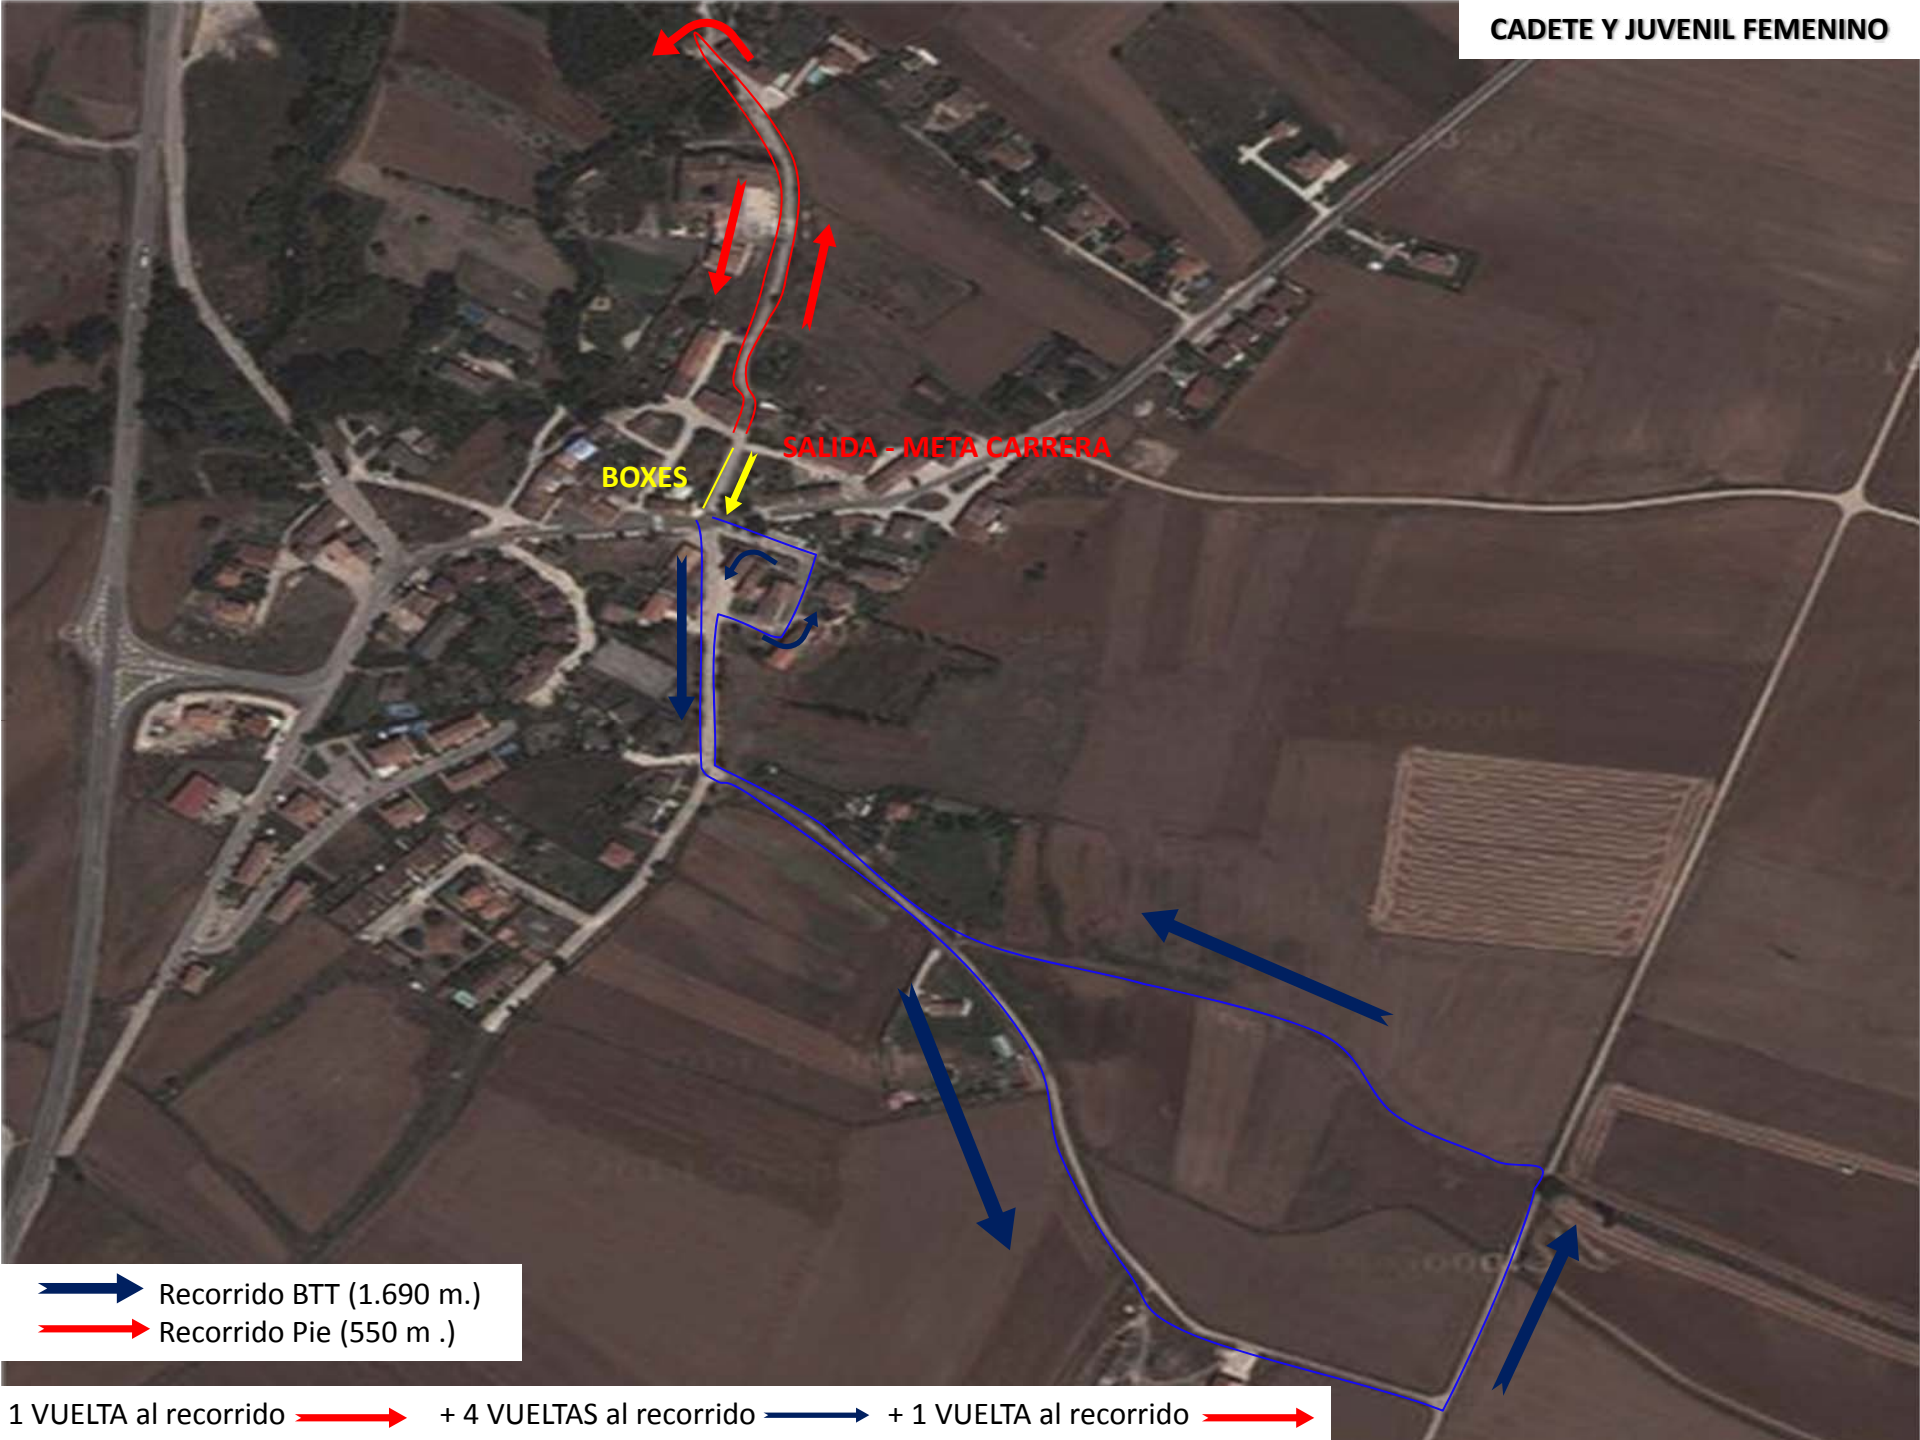 CADETE Y JUVENIL FEMENINO
SALIDA - META CARRERA
BOXES
Recorrido BTT (1.690 m.)
Recorrido Pie (550 m .)
1 VUELTA al recorrido + 4 VUELTAS al recorrido + 1 VUELTA al recorrido